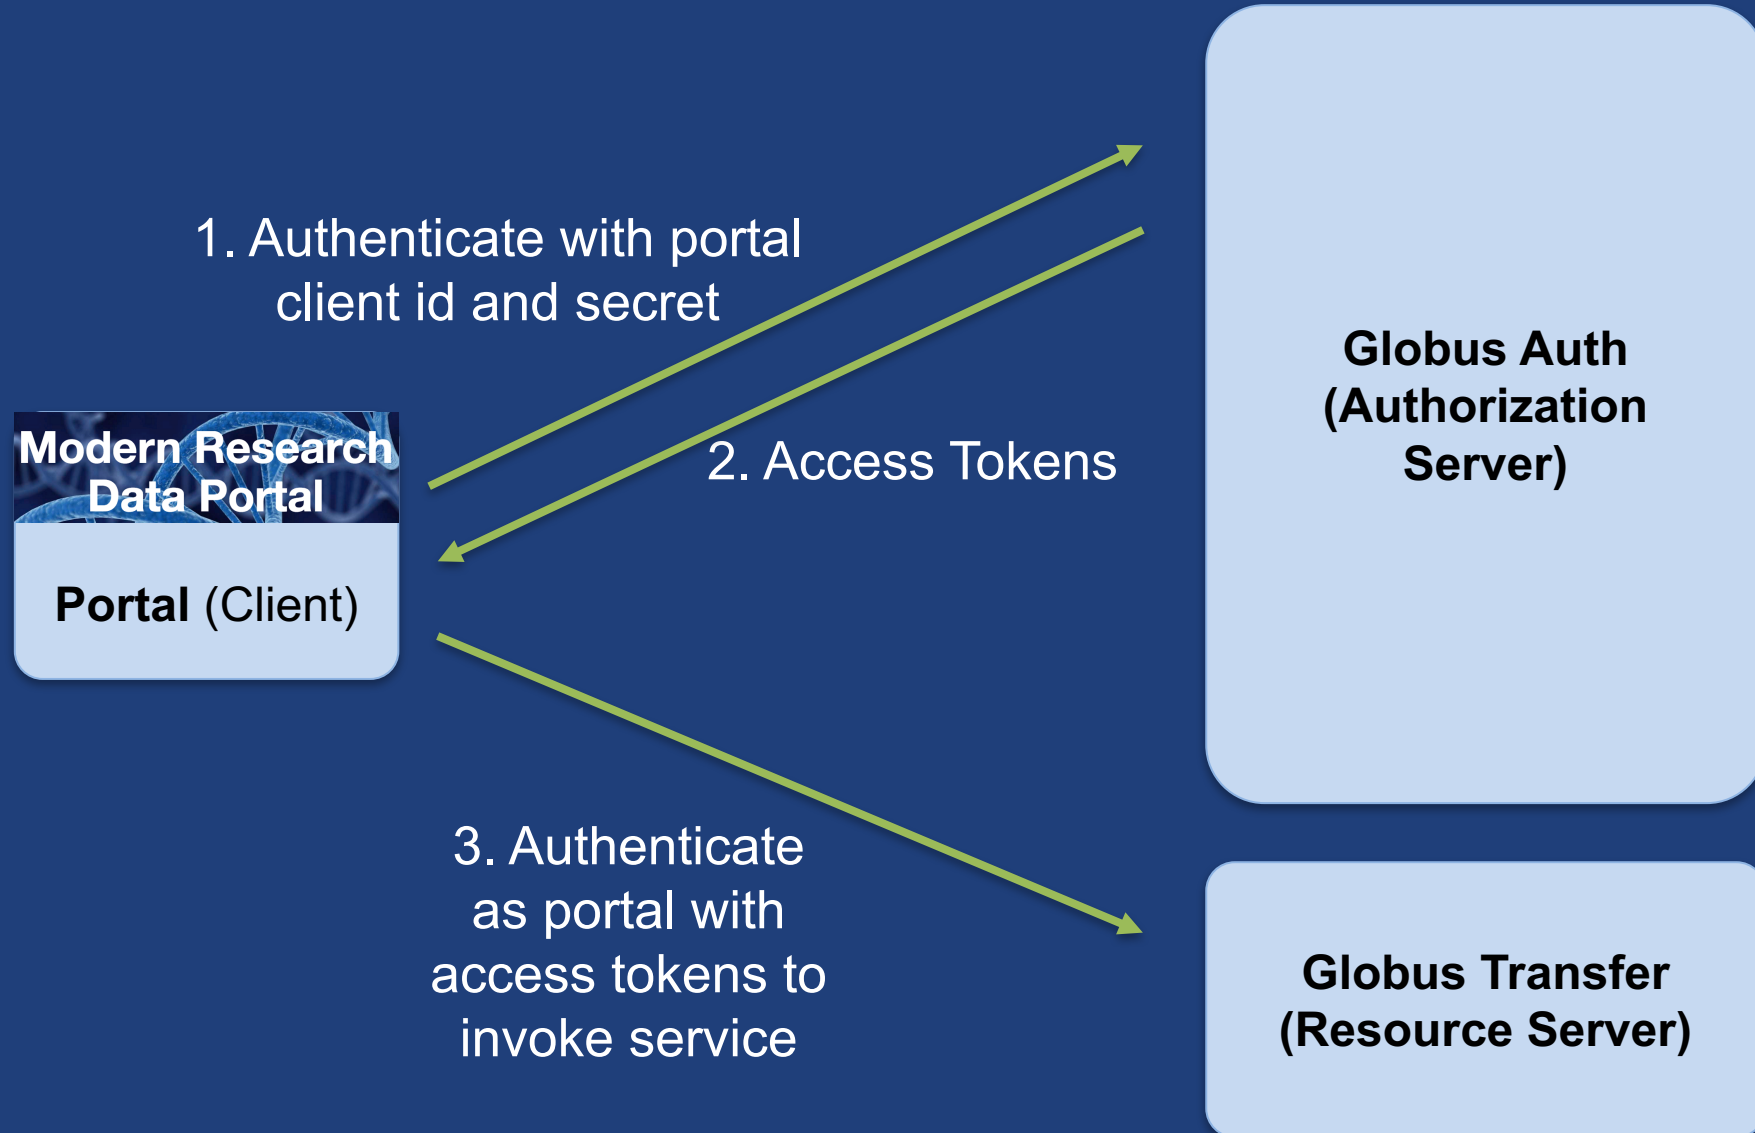 1. Authenticate with portal
client id and secret
Globus Auth
(Authorization
Server)
Modern Research
Data Portal
2. Access Tokens
Portal (Client)
3. Authenticate
as portal with
access tokens to
invoke service
Globus Transfer
(Resource Server)